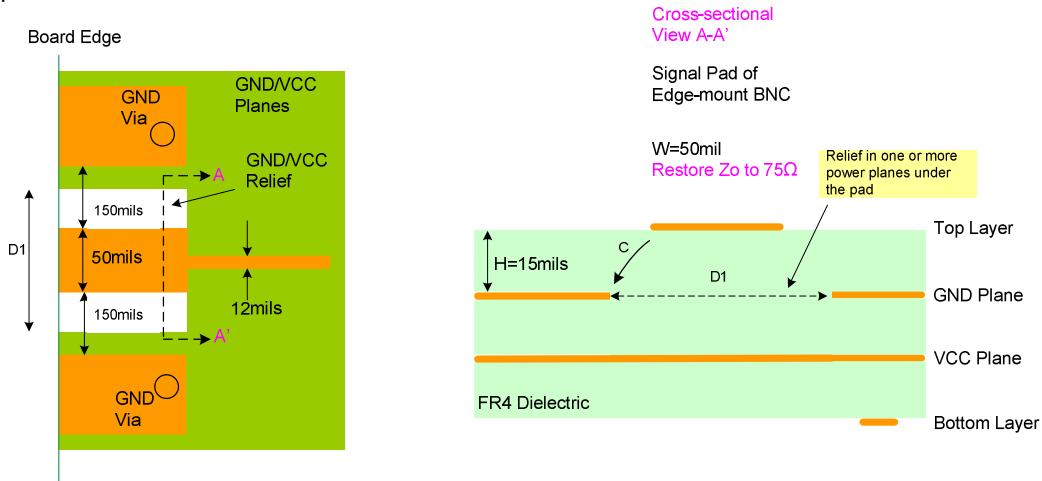 Board Edge
GND
Via
GND/VCC
Planes
GND/VCC
Relief
A
150mils
D1
50mils
12mils
150mils
A'
GND
Via
Cross-sectional
View A-A'
Signal Pad of
Edge-mount BNC
W=50mil
Restore Zo to 75Ω
Relief in one or more
power planes under
the pad
Top Layer
C
H=15mils
D1
GND Plane
VCC Plane
FR4 Dielectric
Bottom Layer